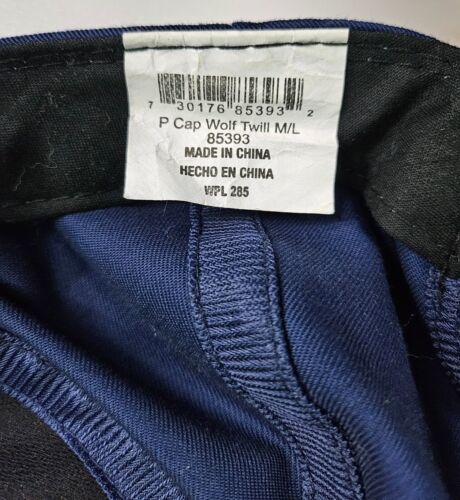 7 30176 85393 2
P Cap Wolf Twill M/L
85393
MADE IN CHINA
HECHO EN CHINA
WPL 285